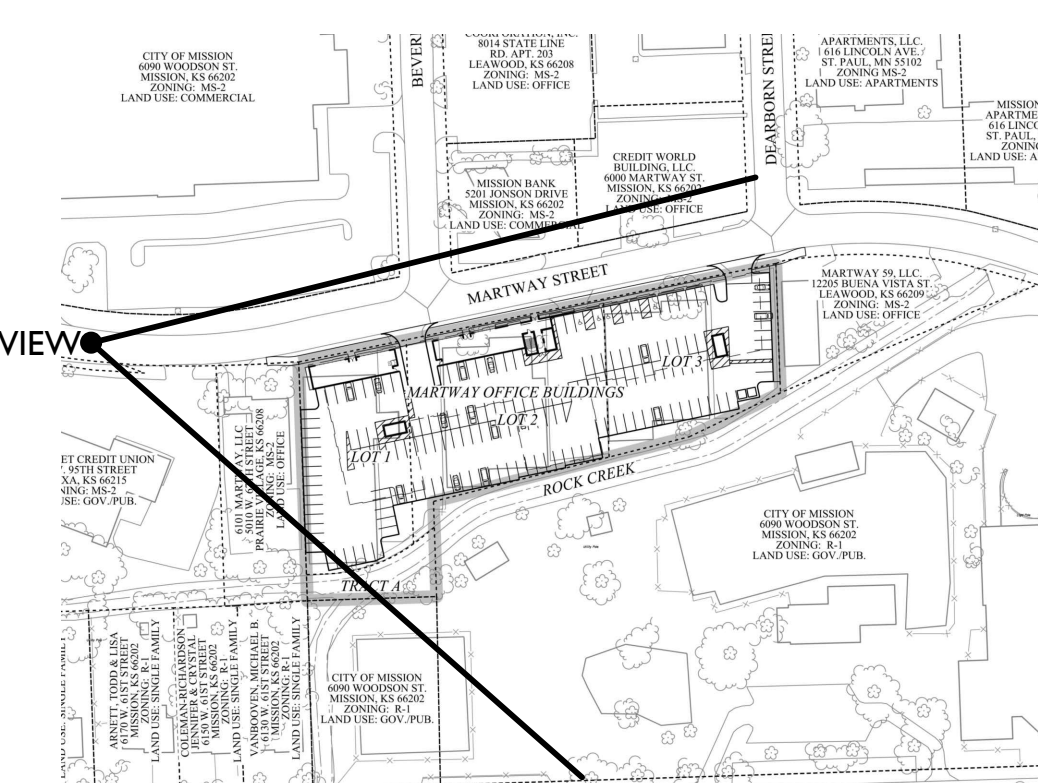 CITY OF MISSION
6090 WOODSON ST.
MISSION, KS 66202
ZONING: MS-2
LAND USE: COMMERCIAL
8014 STATE LINE
RD. APT. 203
LEAWOOD, KS 66208
ZONING: MS-2
LAND USE: OFFICE
APARTMENTS, LLC.
616 LINCOLN AVE.
ST. PAUL, MN 55102
ZONING MS-2
LAND USE: APARTMENTS
MISSION
APARTME
616 LINCO
ST. PAUL,
ZONING
LAND USE: A
BEVER
DEARBORN STREE
MISSION BANK
5201 JONSON DRIVE
MISSION, KS 66202
ZONING: MS-2
LAND USE: COMMERCIAL
CREDIT WORLD
BUILDING, LLC.
6000 MARTWAY ST.
MISSION, KS 66202
ZONING: MS-2
LAND USE: OFFICE
MARTWAY STREET
MARTWAY 59, LLC.
12205 BUENA VISTA ST.
LEAWOOD, KS 66209
ZONING: MS-2
LAND USE: OFFICE
VIEW
MARTWAY OFFICE BUILDINGS
LOT 1
LOT 2
LOT 3
ET CREDIT UNION
. 95TH STREET
XA, KS 66215
NING: MS-2
USE: GOV./PUB.
6101 MARTWAY, LLC
PRAIRIE VILLAGE, KS 66208
ZONING: MS-2
LAND USE: OFFICE
ROCK CREEK
CITY OF MISSION
6090 WOODSON ST.
MISSION, KS 66202
ZONING: R-1
LAND USE: GOV./PUB.
TRACT A
LAND USE: SINGLE FAMILY
ARNETT, TODD & LISA
6170 W. 61ST STREET
MISSION, KS 66202
ZONING: R-1
LAND USE: SINGLE FAMILY
COLEMAN-RICHARDSON
JENNIFER & CRYSTAL
6150 W. 61ST STREET
MISSION, KS 66202
ZONING: R-1
LAND USE: SINGLE FAMILY
VANBOOVEN, MICHAEL B.
6130 W. 61ST STREET
MISSION, KS 66202
ZONING: R-1
LAND USE: SINGLE FAMILY
CITY OF MISSION
6090 WOODSON ST.
MISSION, KS 66202
ZONING: R-1
LAND USE: GOV./PUB.